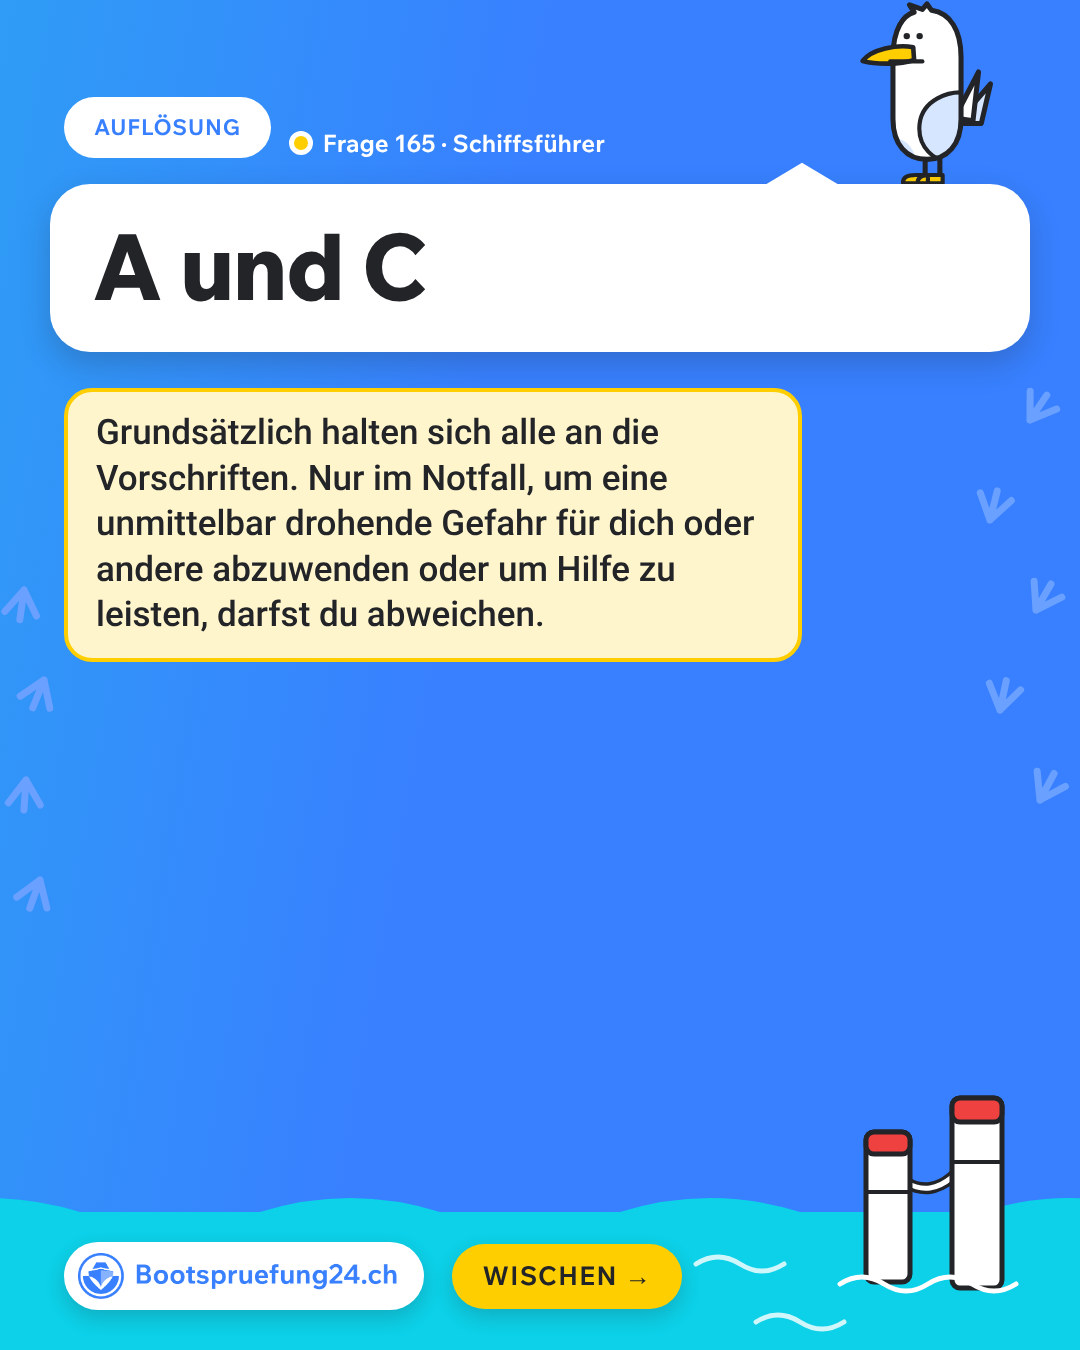 AUFLÖSUNG
Frage 165 · Schiffsführer
A und C
Grundsätzlich halten sich alle an die
Vorschriften. Nur im Notfall, um eine
unmittelbar drohende Gefahr für dich oder
andere abzuwenden oder um Hilfe zu
leisten, darfst du abweichen.
Bootspruefung24.ch
WISCHEN →